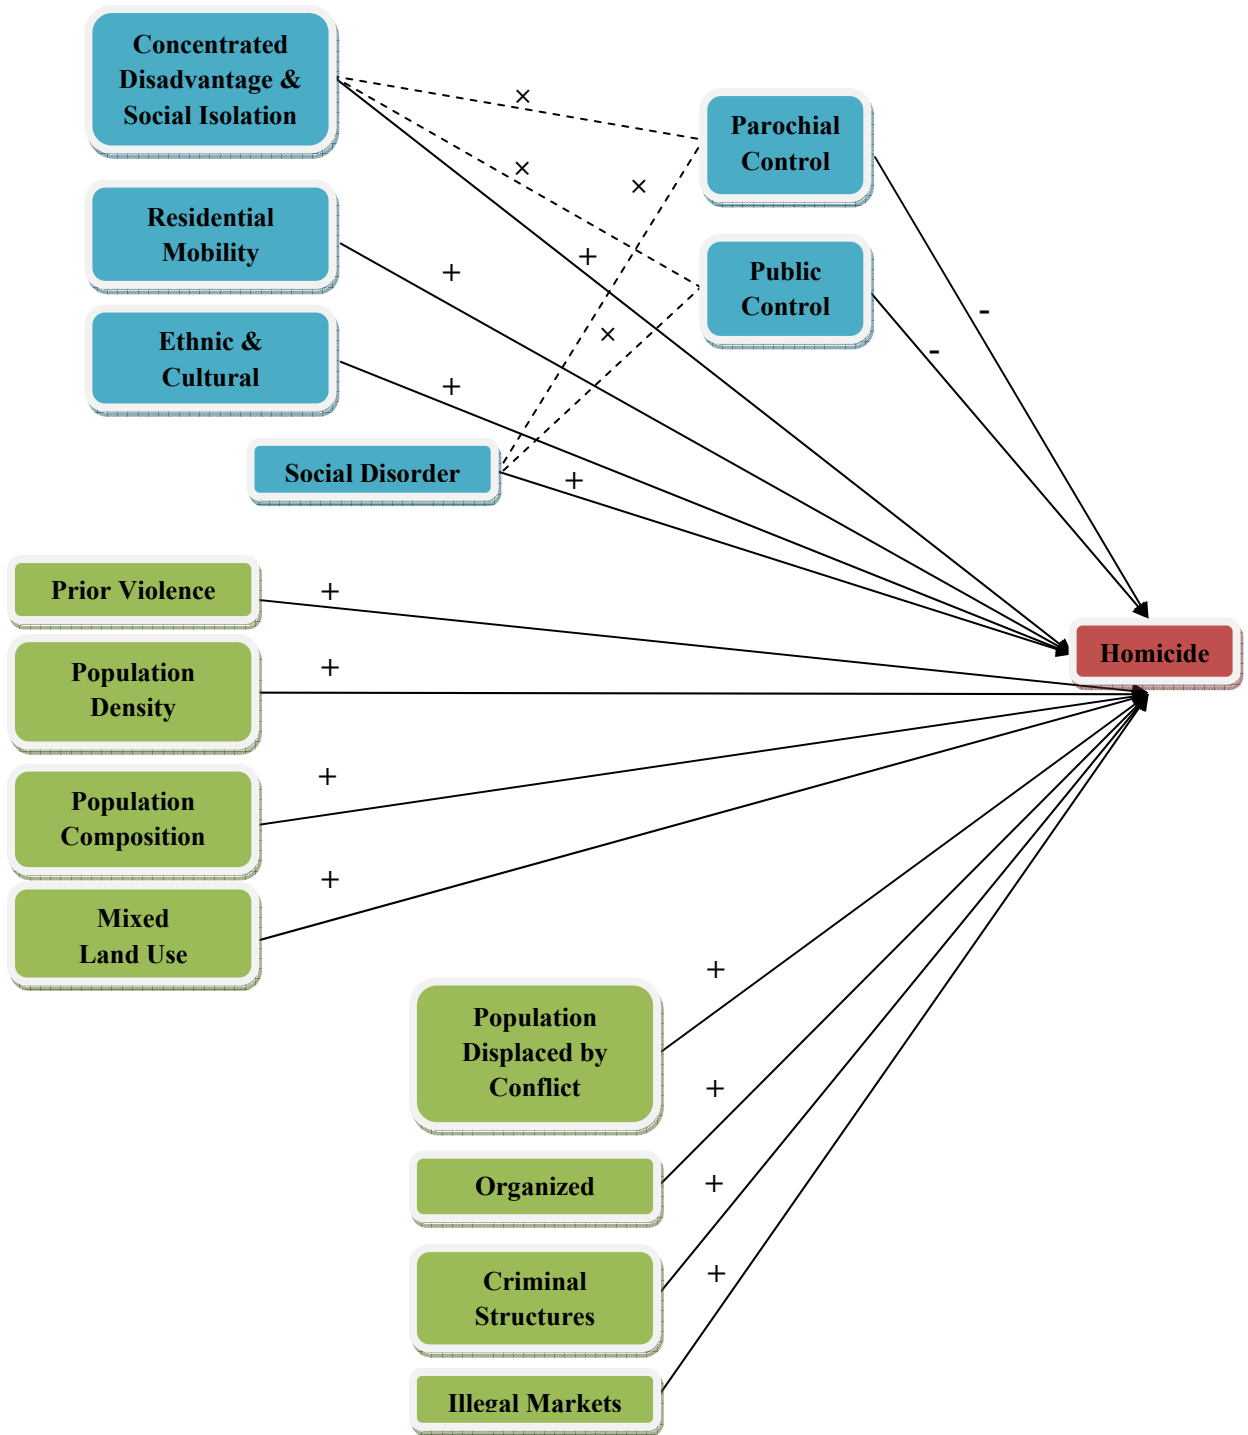 Concentrated
Disadvantage &
Social Isolation
×
Parochial
Control
×
×
Residential
Mobility
+
+
Public
Control
-
Ethnic &
Cultural
×
-
+
Social Disorder
+
Prior Violence
+
Homicide
Population
Density
+
Population
Composition
+
Mixed
Land Use
+
Population
Displaced by
Conflict
+
+
Organized
+
Criminal
Structures
+
Illegal Markets